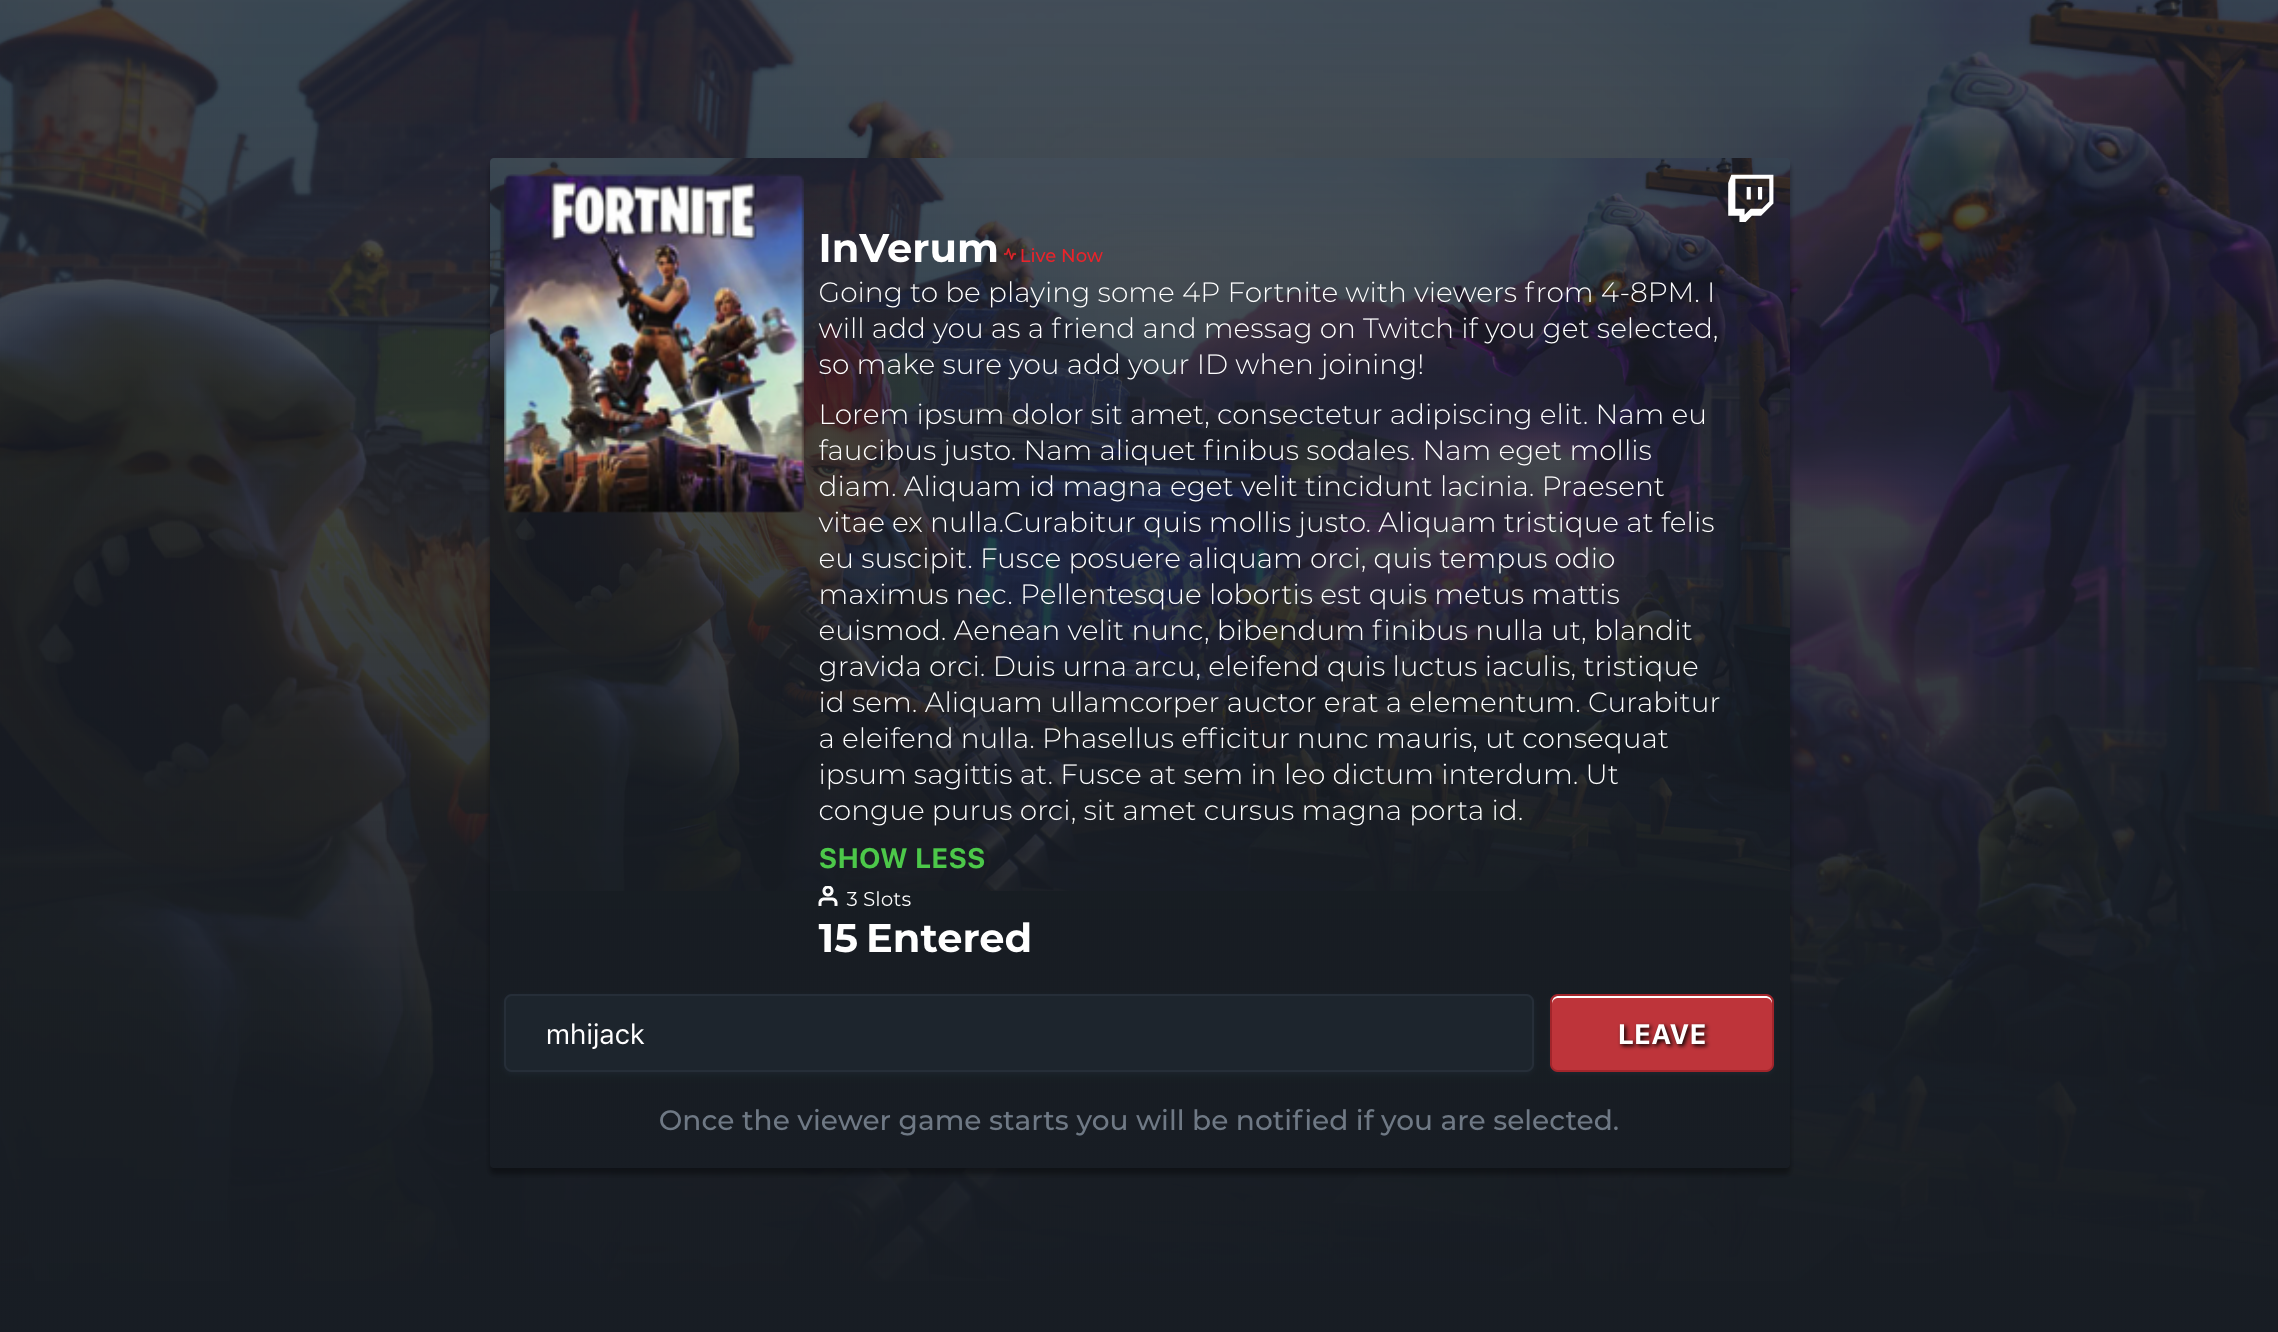 FORTNITE
InVerum Live Now
Going to be playing some 4P Fortnite with viewers from 4-8PM. I
will add you as a friend and messag on Twitch if you get selected,
so make sure you add your ID when joining!
Lorem ipsum dolor sit amet, consectetur adipiscing elit. Nam eu
faucibus justo. Nam aliquet finibus sodales. Nam eget mollis
diam. Aliquam id magna eget velit tincidunt lacinia. Praesent
vitae ex nulla.Curabitur quis mollis justo. Aliquam tristique at felis
eu suscipit. Fusce posuere aliquam orci, quis tempus odio
maximus nec. Pellentesque lobortis est quis metus mattis
euismod. Aenean velit nunc, bibendum finibus nulla ut, blandit
gravida orci. Duis urna arcu, eleifend quis luctus iaculis, tristique
id sem. Aliquam ullamcorper auctor erat a elementum. Curabitur
a eleifend nulla. Phasellus efficitur nunc mauris, ut consequat
ipsum sagittis at. Fusce at sem in leo dictum interdum. Ut
congue purus orci, sit amet cursus magna porta id.
SHOW LESS
3 Slots
15 Entered
mhijack
LEAVE
Once the viewer game starts you will be notified if you are selected.